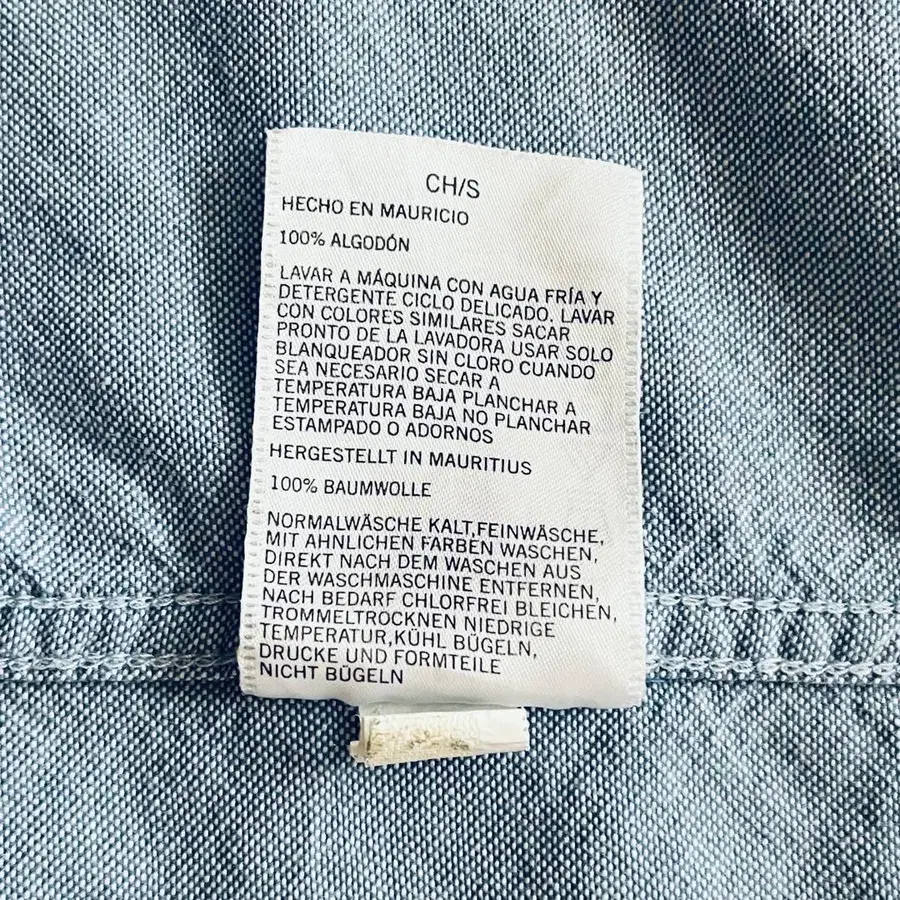 CH/S
HECHO EN MAURICIO
100% ALGODÓN
LAVAR A MÁQUINA CON AGUA FRÍA Y
DETERGENTE CICLO DELICADO. LAVAR
CON COLORES SIMILARES SACAR
PRONTO DE LA LAVADORA USAR SOLO
BLANQUEADOR SIN CLORO CUANDO
SEA NECESARIO SECAR A
TEMPERATURA BAJA PLANCHAR A
TEMPERATURA BAJA NO PLANCHAR
ESTAMPADO O ADORNOS
HERGESTELLT IN MAURITIUS
100% BAUMWOLLE
NORMALWÄSCHE KALT,FEINWÄSCHE,
MIT AHNLICHEN FARBEN WASCHEN,
DIREKT NACH DEM WASCHEN AUS
DER WASCHMASCHINE ENTFERNEN,
NACH BEDARF CHLORFREI BLEICHEN,
TROMMELTROCKNEN NIEDRIGE
TEMPERATUR,KÜHL BÜGELN,
DRUCKE UND FORMTEILE
NICHT BÜGELN